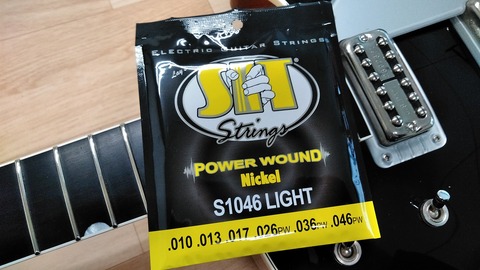 ELECTRIC GUITAR STRINGS
SIT
Strings
POWER WOUND
Nickel
S1046 LIGHT
.010 .013 .017 .026PW .036PW .046PW